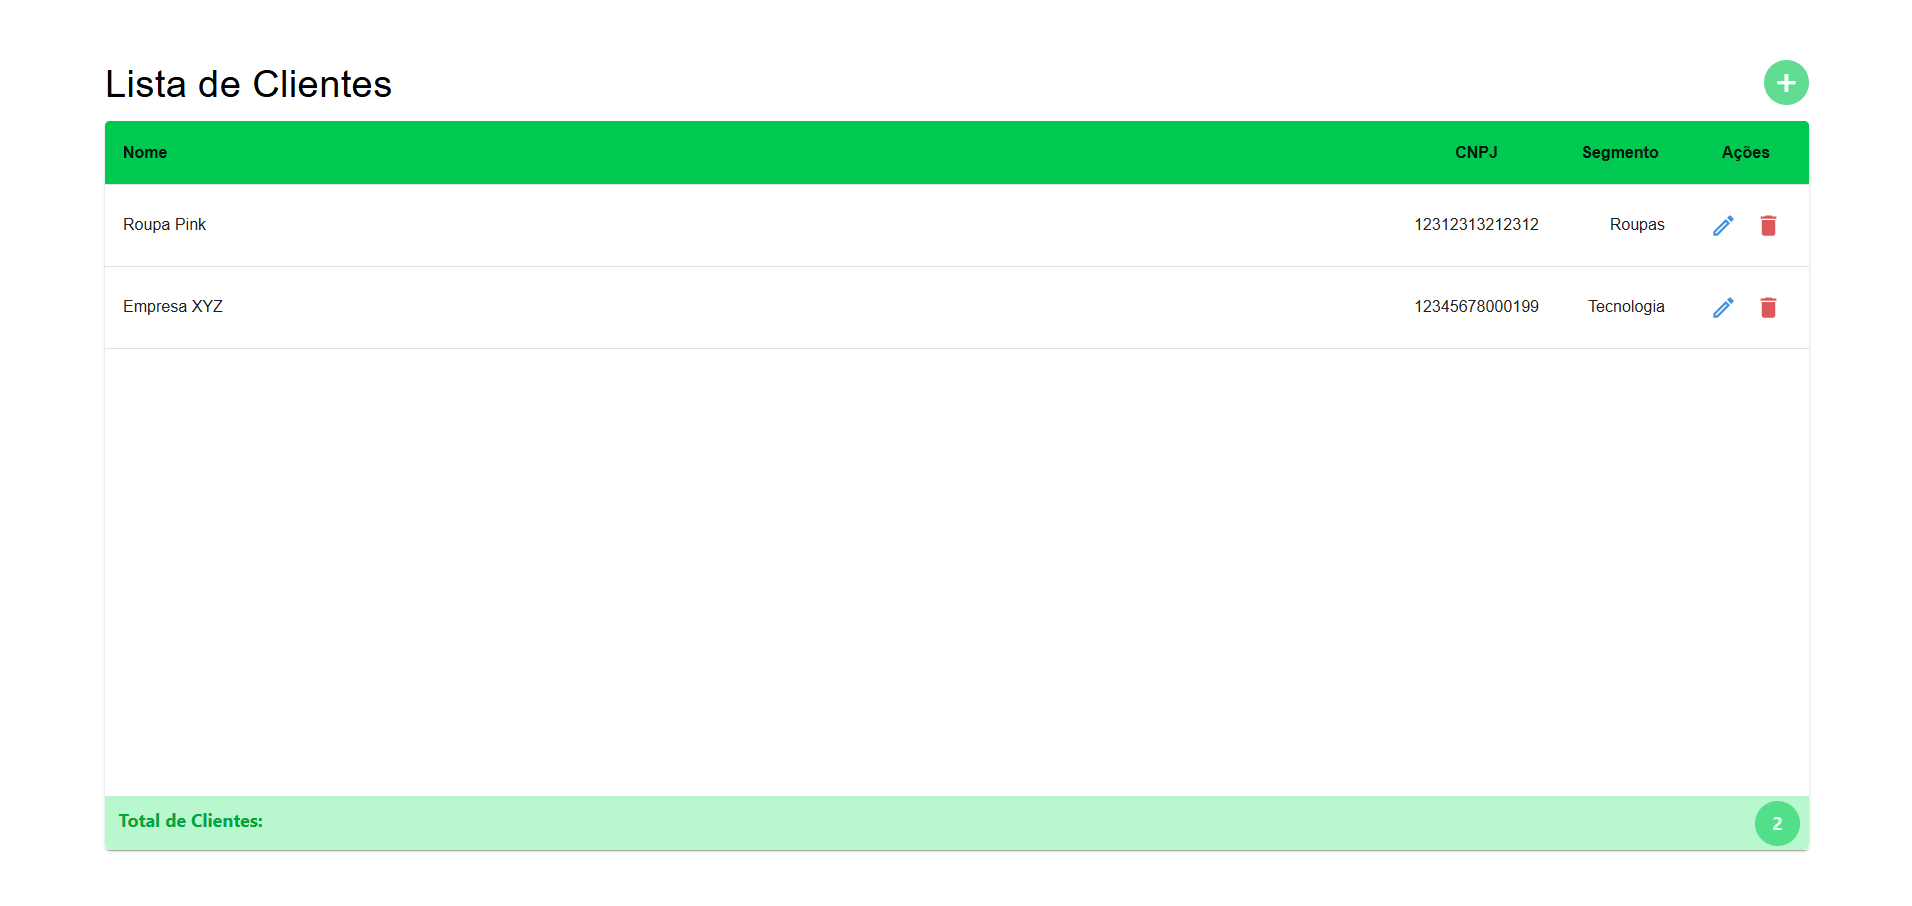 Lista de Clientes
+
Nome CNPJ Segmento Ações
Roupa Pink 12312313212312 Roupas
Empresa XYZ 12345678000199 Tecnologia
Total de Clientes: 2